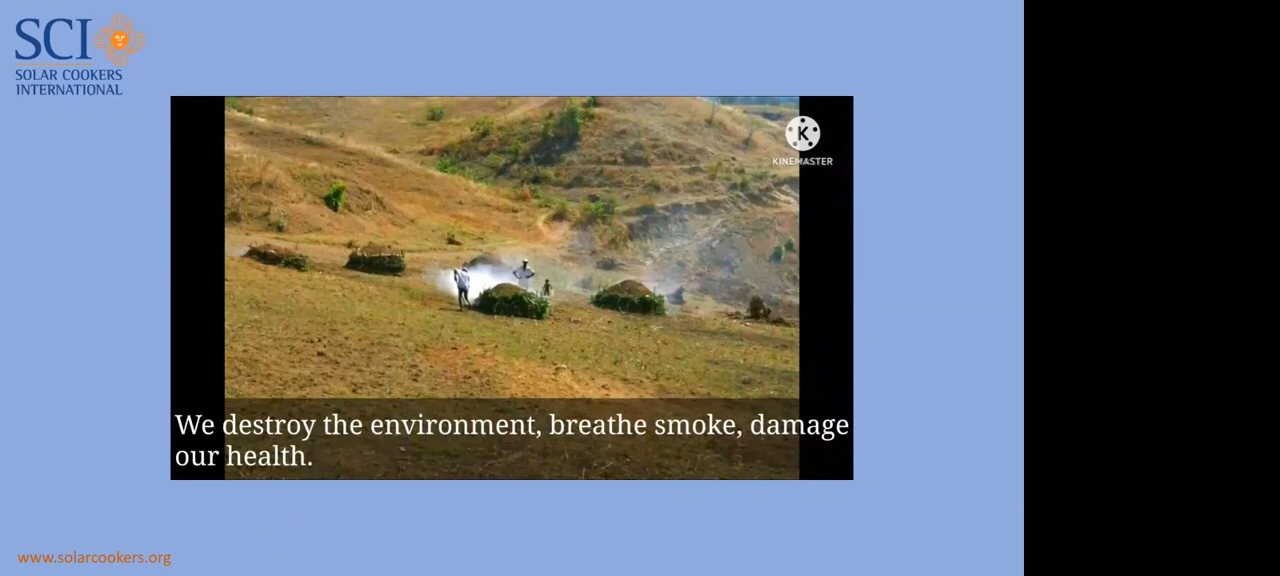 SCI
SOLAR COOKERS
INTERNATIONAL
K
KINEMASTER
We destroy the environment, breathe smoke, damage
our health.
www.solarcookers.org